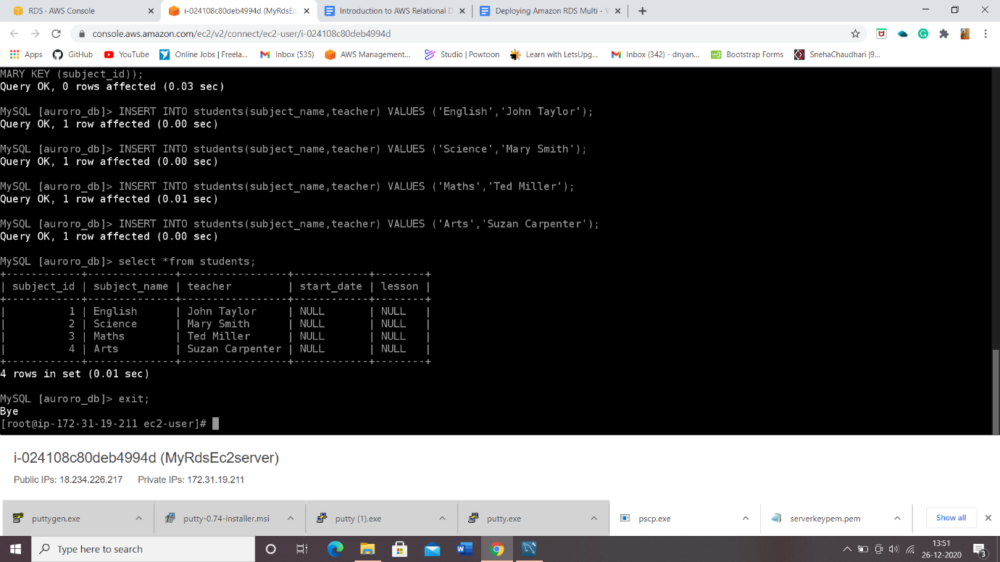 RDS · AWS Console
i-024108c80deb4994d (MyRdsEc
Introduction to AWS Relational D
Deploying Amazon RDS Multi - V
console.aws.amazon.com/ec2/v2/connect/ec2-user/i-024108c80deb4994d
Apps GitHub YouTube Online Jobs | Freela... Inbox (535) AWS Management... Studio | Powtoon Learn with LetsUpg... Inbox (342) - dnyan... Bootstrap Forms SnehaChaudhari |9...
MARY KEY (subject_id));
Query OK, 0 rows affected (0.03 sec)
MySQL [auroro_db]> INSERT INTO students(subject_name,teacher) VALUES ('English','John Taylor');
Query OK, 1 row affected (0.00 sec)
MySQL [auroro_db]> INSERT INTO students(subject_name,teacher) VALUES ('Science','Mary Smith');
Query OK, 1 row affected (0.00 sec)
MySQL [auroro_db]> INSERT INTO students(subject_name,teacher) VALUES ('Maths','Ted Miller');
Query OK, 1 row affected (0.01 sec)
MySQL [auroro_db]> INSERT INTO students(subject_name,teacher) VALUES ('Arts','Suzan Carpenter');
Query OK, 1 row affected (0.00 sec)
MySQL [auroro_db]> select *from students;
+------------+--------------+-----------------+------------+--------+
| subject_id | subject_name | teacher         | start_date | lesson |
+------------+--------------+-----------------+------------+--------+
|          1 | English      | John Taylor     | NULL       | NULL   |
|          2 | Science      | Mary Smith      | NULL       | NULL   |
|          3 | Maths        | Ted Miller      | NULL       | NULL   |
|          4 | Arts         | Suzan Carpenter | NULL       | NULL   |
+------------+--------------+-----------------+------------+--------+
4 rows in set (0.01 sec)
MySQL [auroro_db]> exit;
Bye
[root@ip-172-31-19-211 ec2-user]#
i-024108c80deb4994d (MyRdsEc2server)
Public IPs: 18.234.226.217 Private IPs: 172.31.19.211
puttygen.exe putty-0.74-installer.msi putty (1).exe putty.exe pscp.exe serverkeypem.pem Show all
Type here to search
13:51
26-12-2020
3